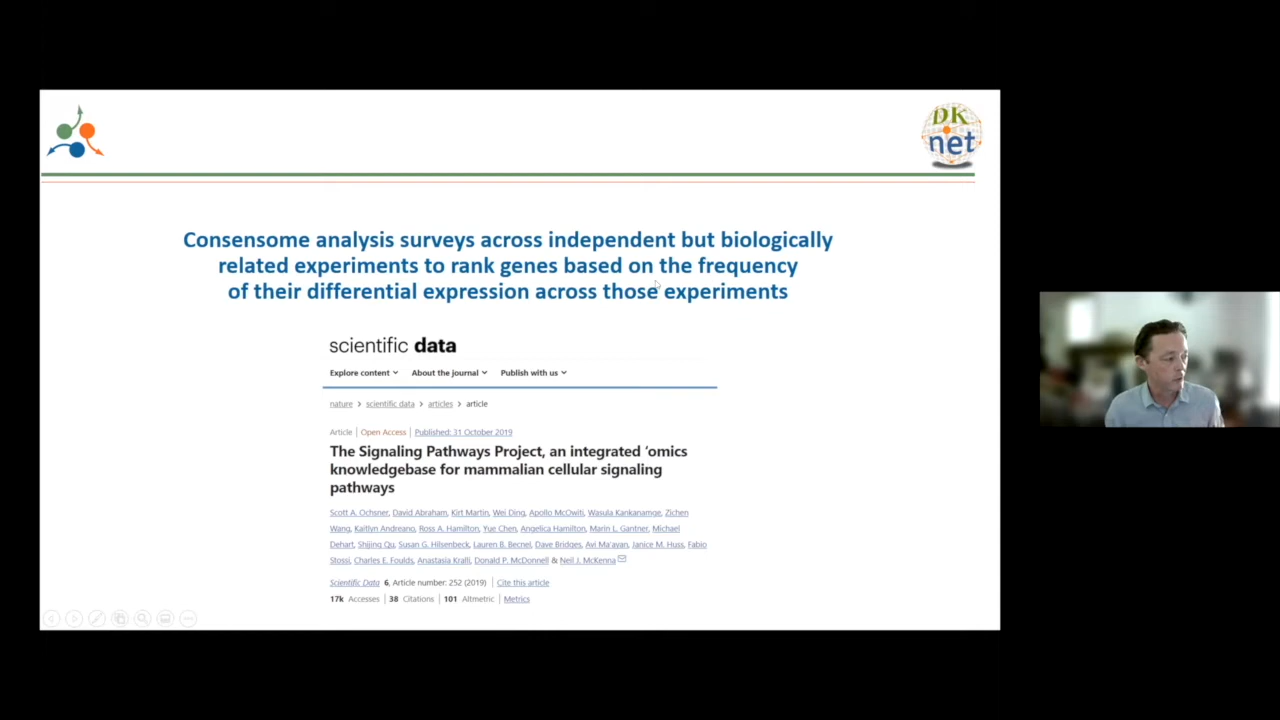 DK
net
Consensome analysis surveys across independent but biologically
related experiments to rank genes based on the frequency
of their differential expression across those experiments
scientific data
Explore content About the journal Publish with us
nature > scientific data > articles > article
Article | Open Access | Published: 31 October 2019
The Signaling Pathways Project, an integrated ‘omics
knowledgebase for mammalian cellular signaling
pathways
Scott A. Ochsner, David Abraham, Kirt Martin, Wei Ding, Apollo McOwiti, Wasula Kankanamge, Zichen
Wang, Kaitlyn Andreano, Ross A. Hamilton, Yue Chen, Angelica Hamilton, Marin L. Gantner, Michael
Dehart, Shijing Qu, Susan G. Hilsenbeck, Lauren B. Becnel, Dave Bridges, Avi Ma’ayan, Janice M. Huss, Fabio
Stossi, Charles E. Foulds, Anastasia Kralli, Donald P. McDonnell & Neil J. McKenna
Scientific Data 6, Article number: 252 (2019) | Cite this article
17k Accesses | 38 Citations | 101 Altmetric | Metrics